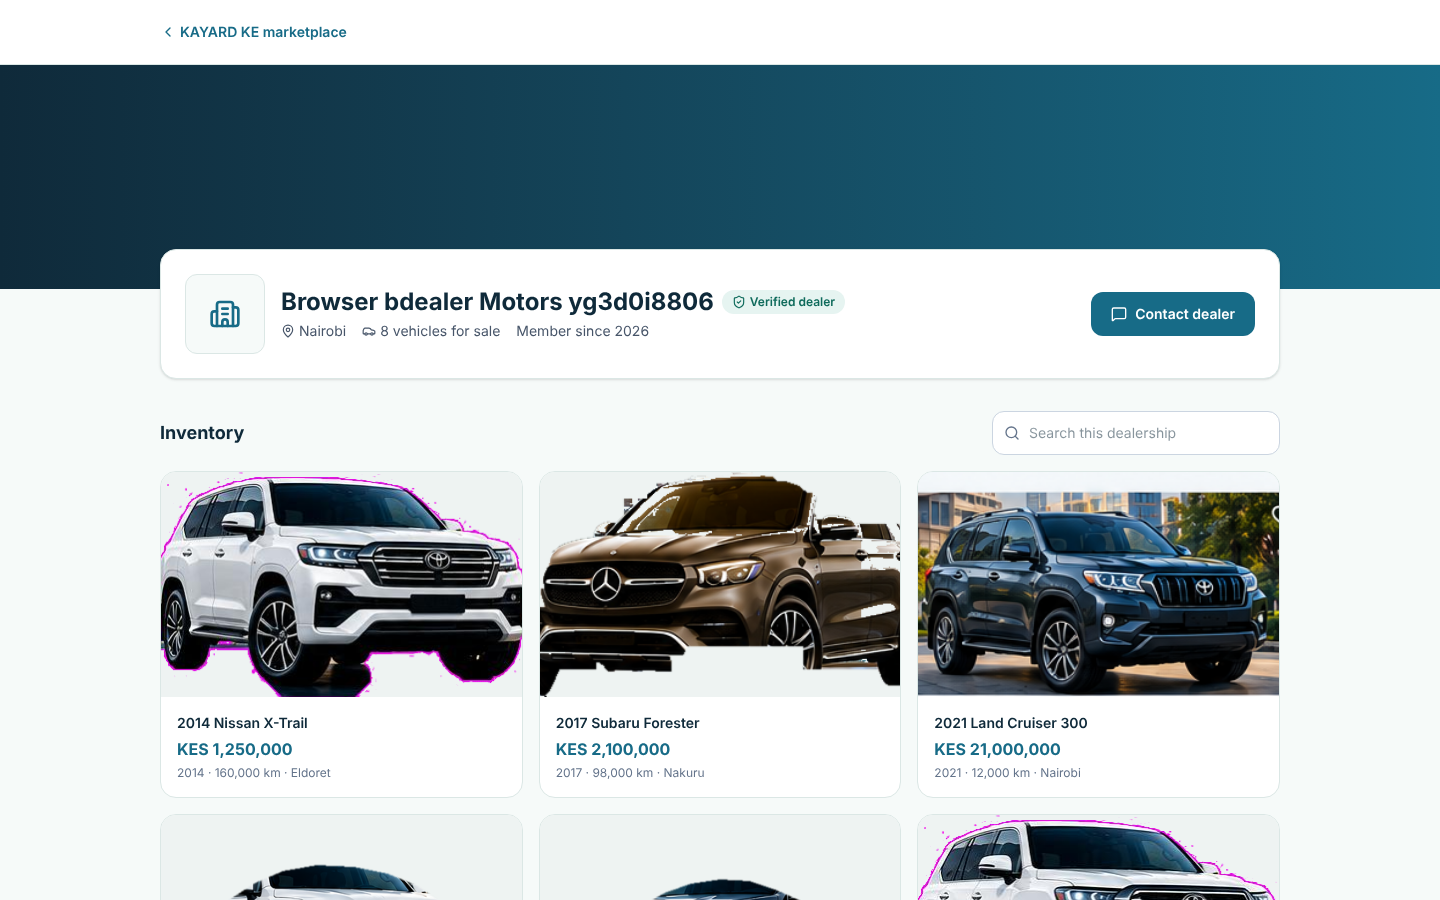 KAYARD KE marketplace
Browser bdealer Motors yg3d0i8806
Verified dealer
Nairobi
8 vehicles for sale
Member since 2026
Contact dealer
Inventory
Search this dealership
2014 Nissan X-Trail
KES 1,250,000
2014 · 160,000 km · Eldoret
2017 Subaru Forester
KES 2,100,000
2017 · 98,000 km · Nakuru
2021 Land Cruiser 300
KES 21,000,000
2021 · 12,000 km · Nairobi